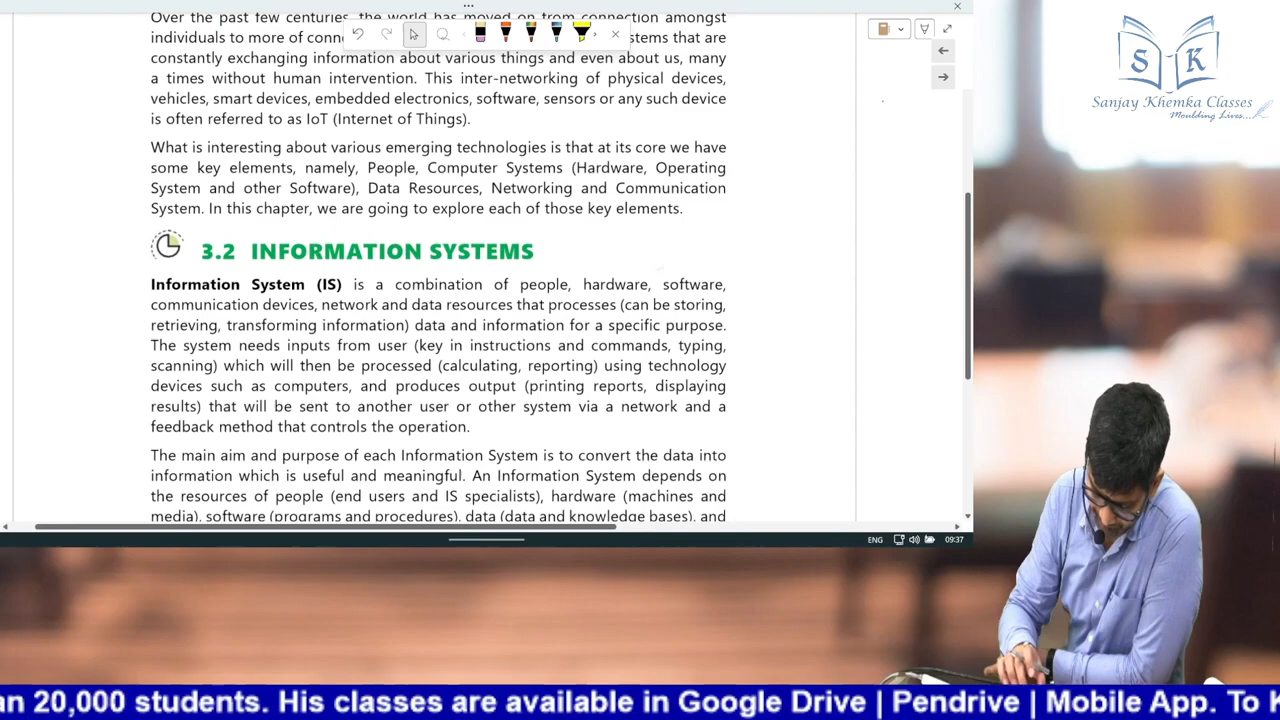 Over the past few centuries, the world has moved on from connection amongst
individuals to more of conn stems that are
constantly exchanging information about various things and even about us, many
a times without human intervention. This inter-networking of physical devices,
vehicles, smart devices, embedded electronics, software, sensors or any such device
is often referred to as IoT (Internet of Things).
What is interesting about various emerging technologies is that at its core we have
some key elements, namely, People, Computer Systems (Hardware, Operating
System and other Software), Data Resources, Networking and Communication
System. In this chapter, we are going to explore each of those key elements.
3.2 INFORMATION SYSTEMS
Information System (IS) is a combination of people, hardware, software,
communication devices, network and data resources that processes (can be storing,
retrieving, transforming information) data and information for a specific purpose.
The system needs inputs from user (key in instructions and commands, typing,
scanning) which will then be processed (calculating, reporting) using technology
devices such as computers, and produces output (printing reports, displaying
results) that will be sent to another user or other system via a network and a
feedback method that controls the operation.
The main aim and purpose of each Information System is to convert the data into
information which is useful and meaningful. An Information System depends on
the resources of people (end users and IS specialists), hardware (machines and
media), software (programs and procedures), data (data and knowledge bases), and
ENG 09:37
S K
Sanjay Khemka Classes
Moulding Lives...
an 20,000 students. His classes are available in Google Drive | Pendrive | Mobile App. To K